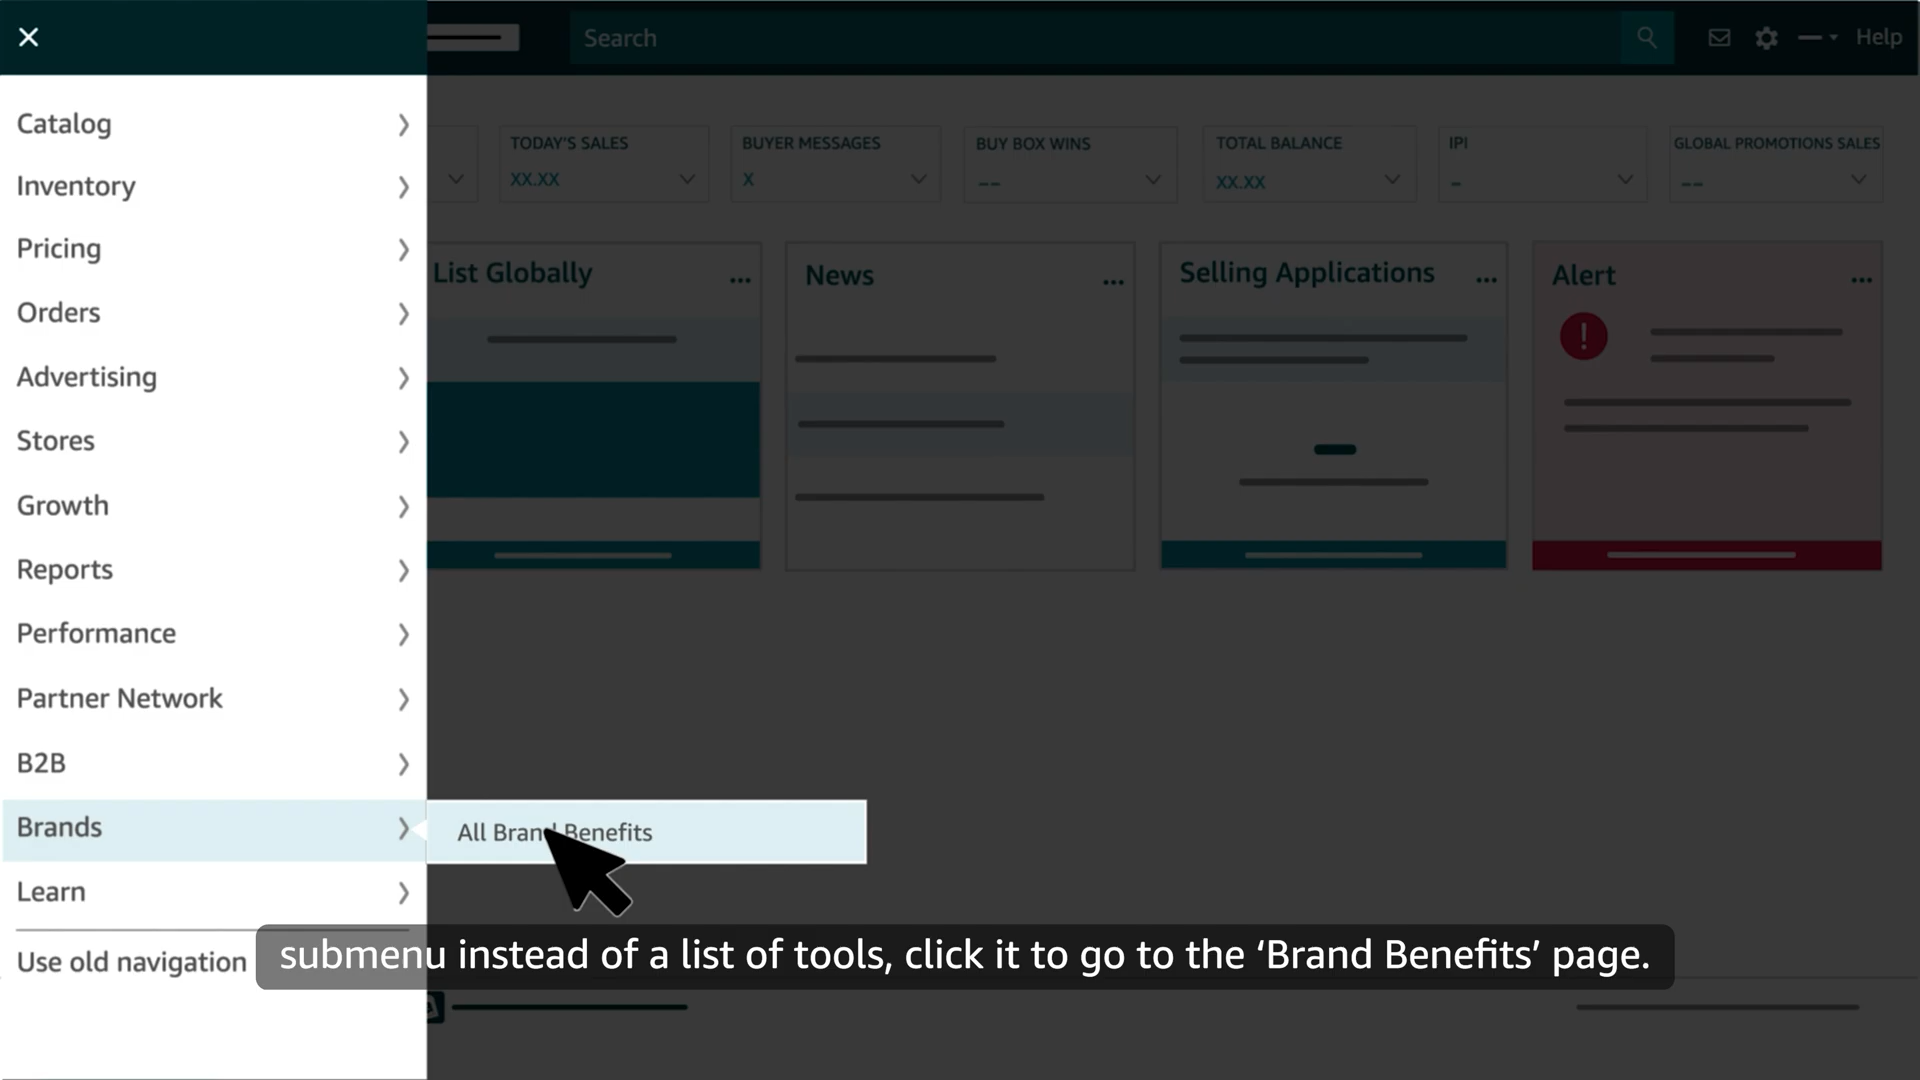 Search
Help
Catalog
Inventory
Pricing
Orders
Advertising
Stores
Growth
Reports
Performance
Partner Network
B2B
Brands
Learn
Use old navigation
TODAY'S SALES
XX.XX
BUYER MESSAGES
X
BUY BOX WINS
--
TOTAL BALANCE
XX.XX
IPI
-
GLOBAL PROMOTIONS SALES
--
List Globally
News
Selling Applications
Alert
!
All Brand Benefits
submenu instead of a list of tools, click it to go to the ‘Brand Benefits’ page.